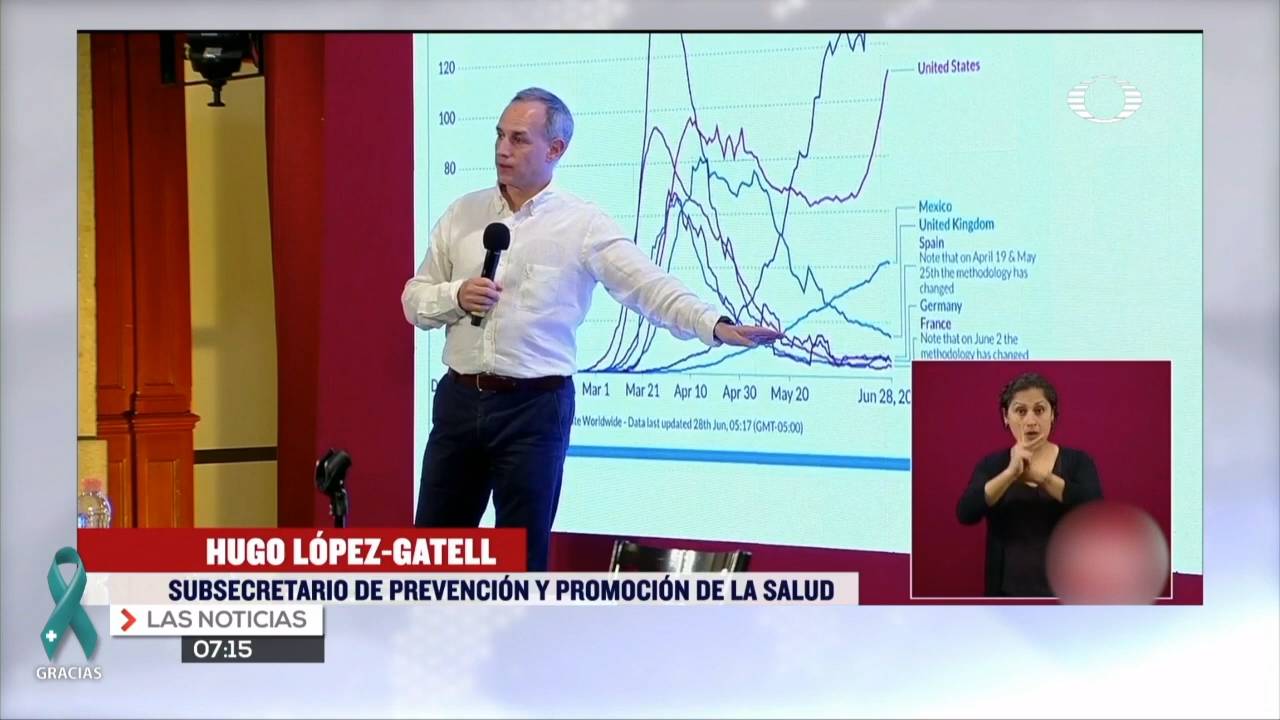 120
100
80
United States
Mexico
United Kingdom
Spain
Note that on April 19 & May
25th the methodology has
changed
Germany
France
Note that on June 2 the
methodology has changed
Mar 1 Mar 21 Apr 10 Apr 30 May 20 Jun 28, 20
Worldwide - Data last updated 28th Jun, 05:17 (GMT-05:00)
HUGO LÓPEZ-GATELL
SUBSECRETARIO DE PREVENCIÓN Y PROMOCIÓN DE LA SALUD
LAS NOTICIAS
07:15
GRACIAS